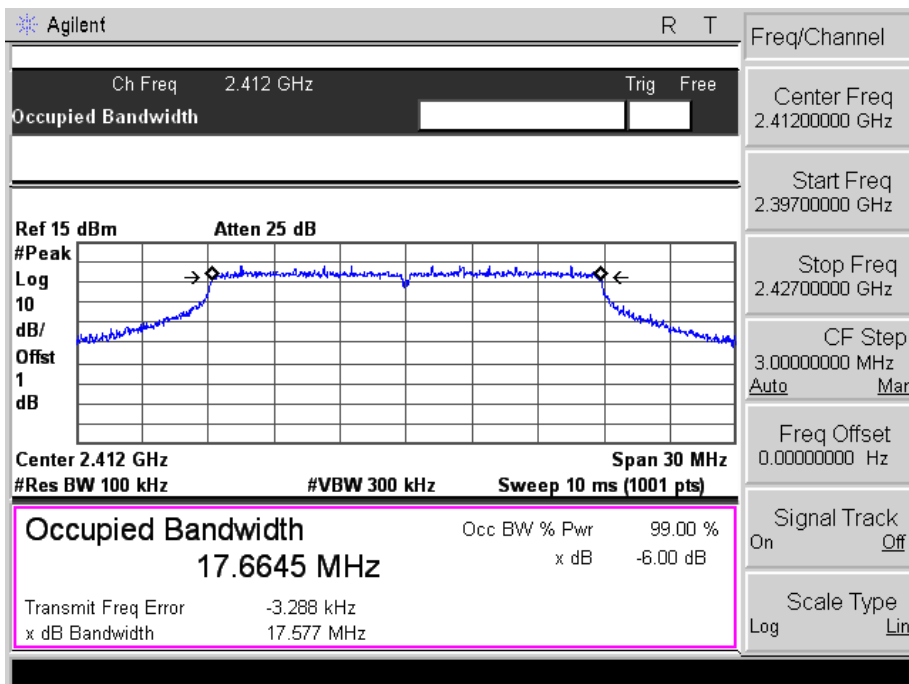 Agilent R T
Freq/Channel
Ch Freq 2.412 GHz Trig Free
Occupied Bandwidth
Center Freq
2.41200000 GHz
Start Freq
2.39700000 GHz
Stop Freq
2.42700000 GHz
CF Step
3.00000000 MHz
Auto Mar
Freq Offset
0.00000000 Hz
Signal Track
On Off
Scale Type
Log Lin
Ref 15 dBm Atten 25 dB
#Peak
Log
10
dB/
Offst
1
dB
Center 2.412 GHz Span 30 MHz
#Res BW 100 kHz #VBW 300 kHz Sweep 10 ms (1001 pts)
Occupied Bandwidth Occ BW % Pwr 99.00 %
17.6645 MHz x dB -6.00 dB
Transmit Freq Error -3.288 kHz
x dB Bandwidth 17.577 MHz